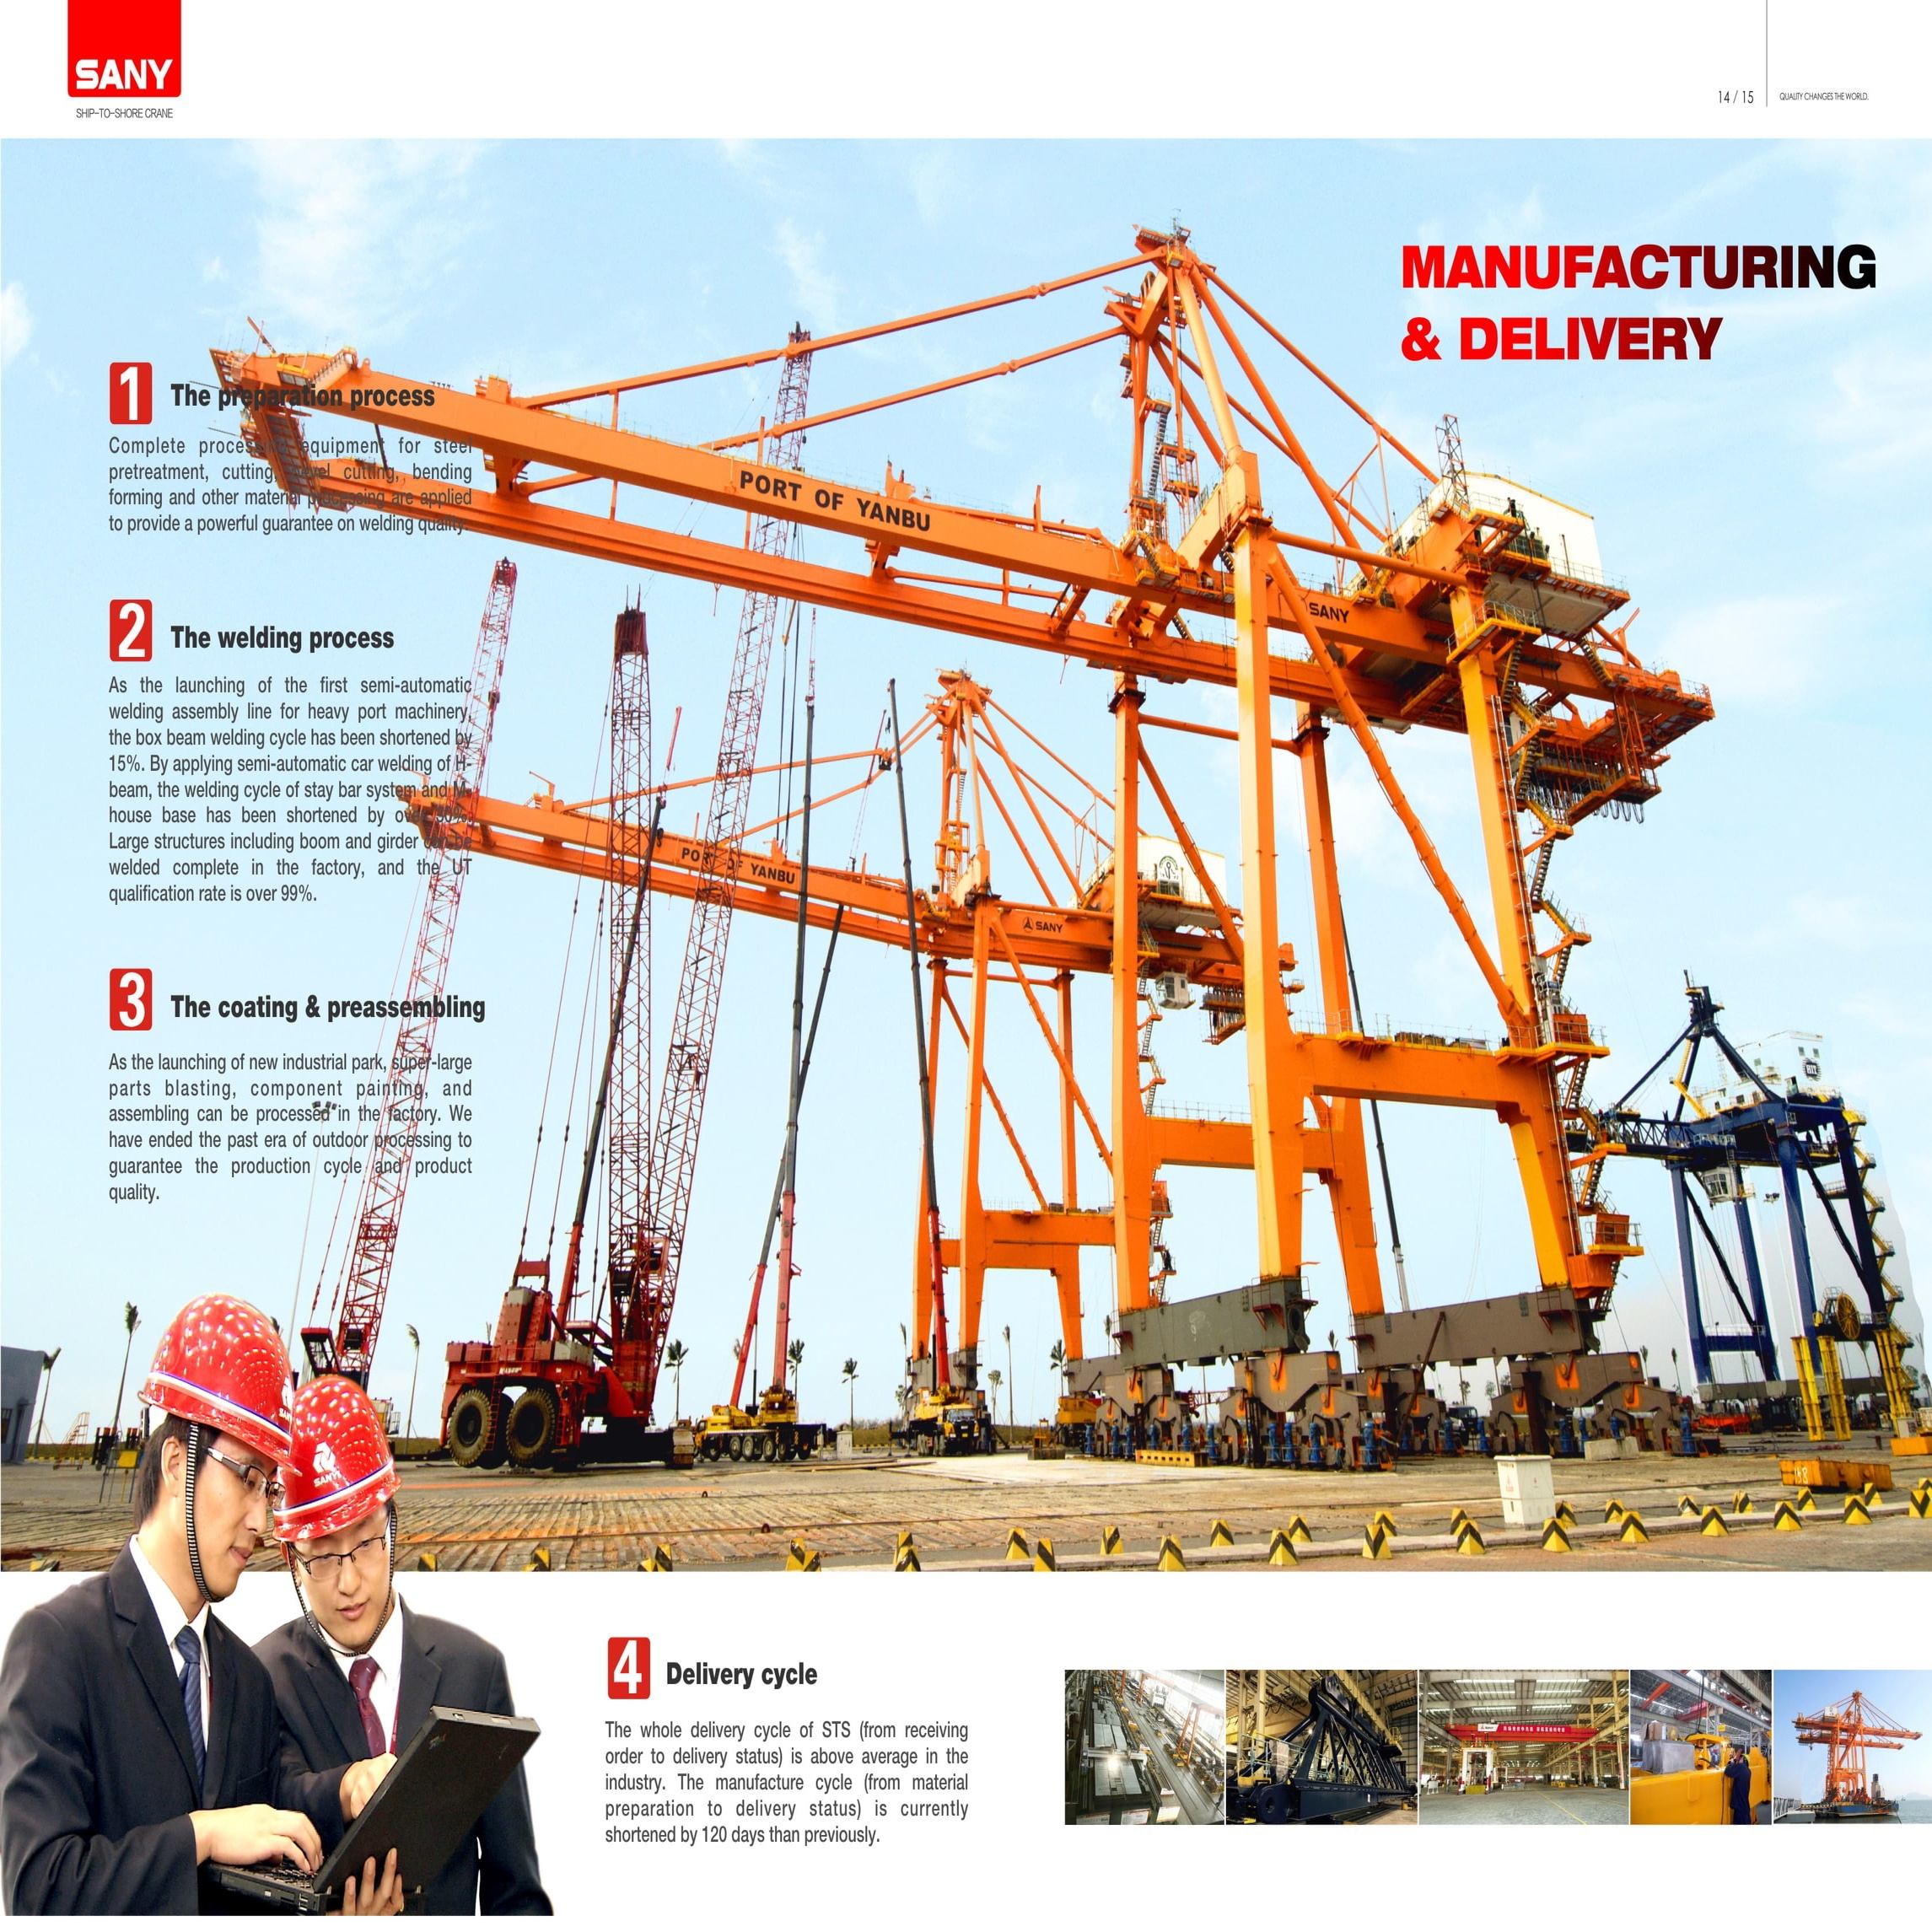 SANY
SHIP-TO-SHORE CRANE
14 / 15
QUALITY CHANGES THE WORLD.
MANUFACTURING
& DELIVERY
1
The preparation process
Complete processing equipment for steel
pretreatment, cutting, bevel cutting, bending
forming and other material processing are applied
to provide a powerful guarantee on welding quality.
PORT OF YANBU
SANY
2
The welding process
As the launching of the first semi-automatic
welding assembly line for heavy port machinery,
the box beam welding cycle has been shortened by
15%. By applying semi-automatic car welding of H-
beam, the welding cycle of stay bar system and M-
house base has been shortened by over 30%.
Large structures including boom and girder can be
welded complete in the factory, and the UT
qualification rate is over 99%.
PORT OF YANBU
SANY
3
The coating & preassembling
As the launching of new industrial park, super-large
parts blasting, component painting, and
assembling can be processed in the factory. We
have ended the past era of outdoor processing to
guarantee the production cycle and product
quality.
SANY
4
Delivery cycle
The whole delivery cycle of STS (from receiving
order to delivery status) is above average in the
industry. The manufacture cycle (from material
preparation to delivery status) is currently
shortened by 120 days than previously.